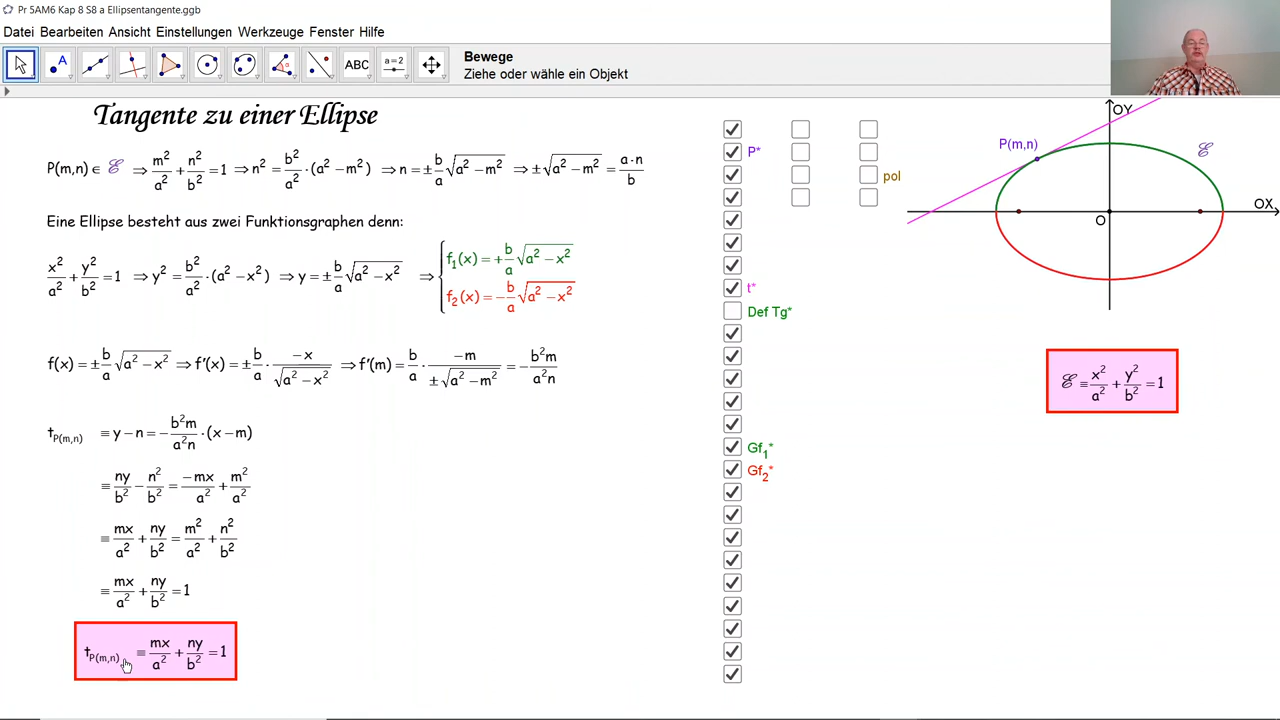 Pr 5AM6 Kap 8 S8 a Ellipsentangente.ggb
Datei Bearbeiten Ansicht Einstellungen Werkzeuge Fenster Hilfe
A ABC a=2 Bewege
Ziehe oder wähle ein Objekt
Tangente zu einer Ellipse
P(m,n) ∈ ℰ ⇒ m²/a² + n²/b² = 1 ⇒ n² = b²/a² · (a² − m²) ⇒ n = ± b/a √(a² − m²) ⇒ ± √(a² − m²) = a·n/b
Eine Ellipse besteht aus zwei Funktionsgraphen denn:
x²/a² + y²/b² = 1 ⇒ y² = b²/a² · (a² − x²) ⇒ y = ± b/a √(a² − x²) ⇒ { f₁(x) = + b/a √(a² − x²)
f₂(x) = − b/a √(a² − x²)
f(x) = ± b/a √(a² − x²) ⇒ f'(x) = ± b/a · −x/√(a² − x²) ⇒ f'(m) = b/a · −m/±√(a² − m²) = − b²m/a²n
t_P(m,n) ≡ y − n = − b²m/a²n · (x − m)
≡ ny/b² − n²/b² = −mx/a² + m²/a²
≡ mx/a² + ny/b² = m²/a² + n²/b²
≡ mx/a² + ny/b² = 1
t_P(m,n) ≡ mx/a² + ny/b² = 1
P*
pol
t*
Def Tg*
Gf₁*
Gf₂*
OY
P(m,n)
ℰ
OX
O
ℰ ≡ x²/a² + y²/b² = 1